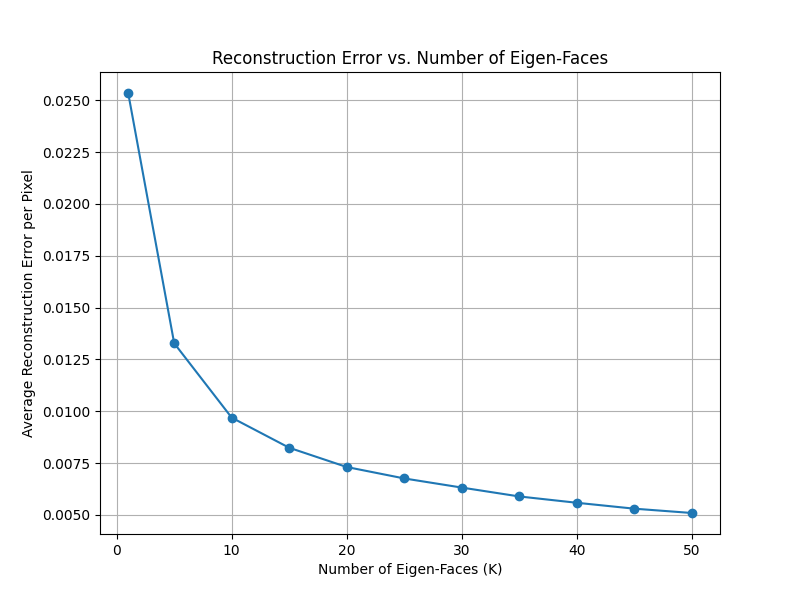 Reconstruction Error vs. Number of Eigen-Faces
Average Reconstruction Error per Pixel
0.0250
0.0225
0.0200
0.0175
0.0150
0.0125
0.0100
0.0075
0.0050
0 10 20 30 40 50
Number of Eigen-Faces (K)